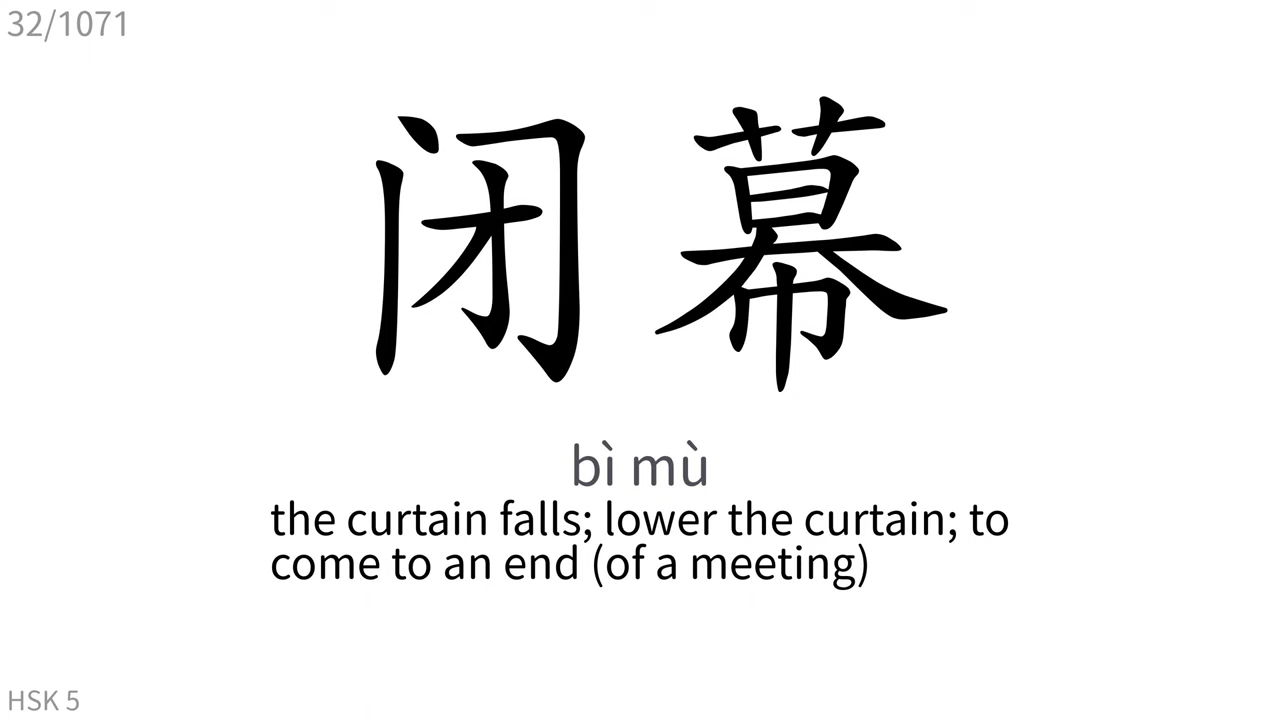 32/1071
闭幕
bì mù
the curtain falls; lower the curtain; to
come to an end (of a meeting)
HSK 5